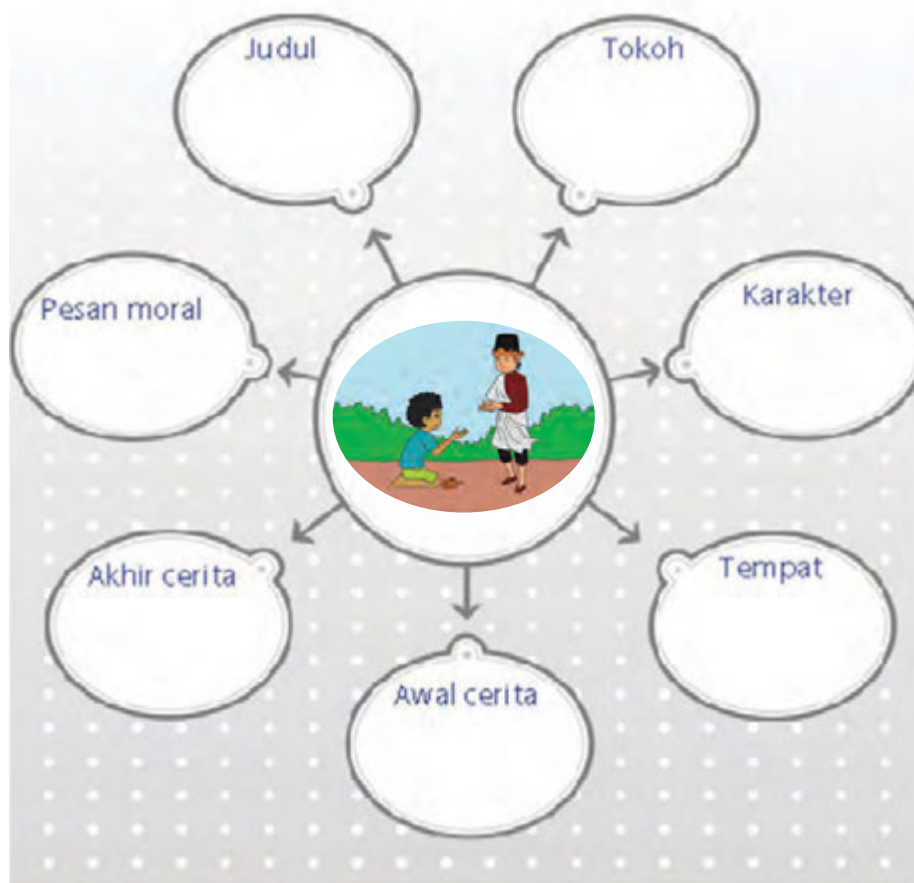 Judul
Tokoh
Pesan moral
Karakter
Akhir cerita
Tempat
Awal cerita